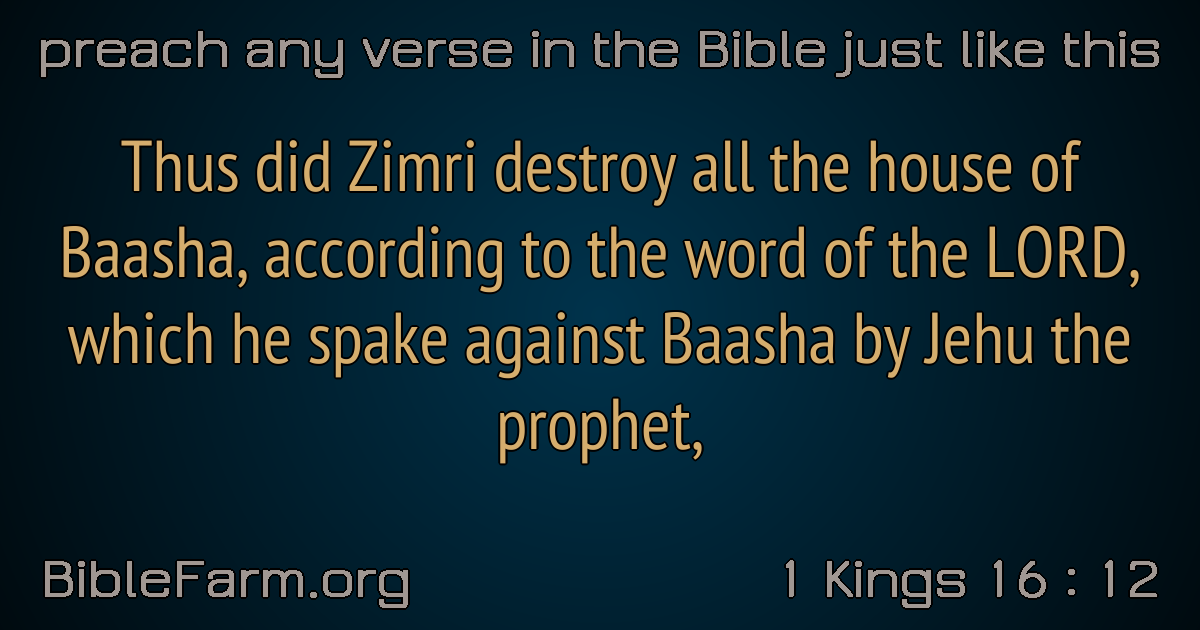 preach any verse in the Bible just like this
Thus did Zimri destroy all the house of
Baasha, according to the word of the LORD,
which he spake against Baasha by Jehu the
prophet,
BibleFarm.org
1 Kings 16 : 12